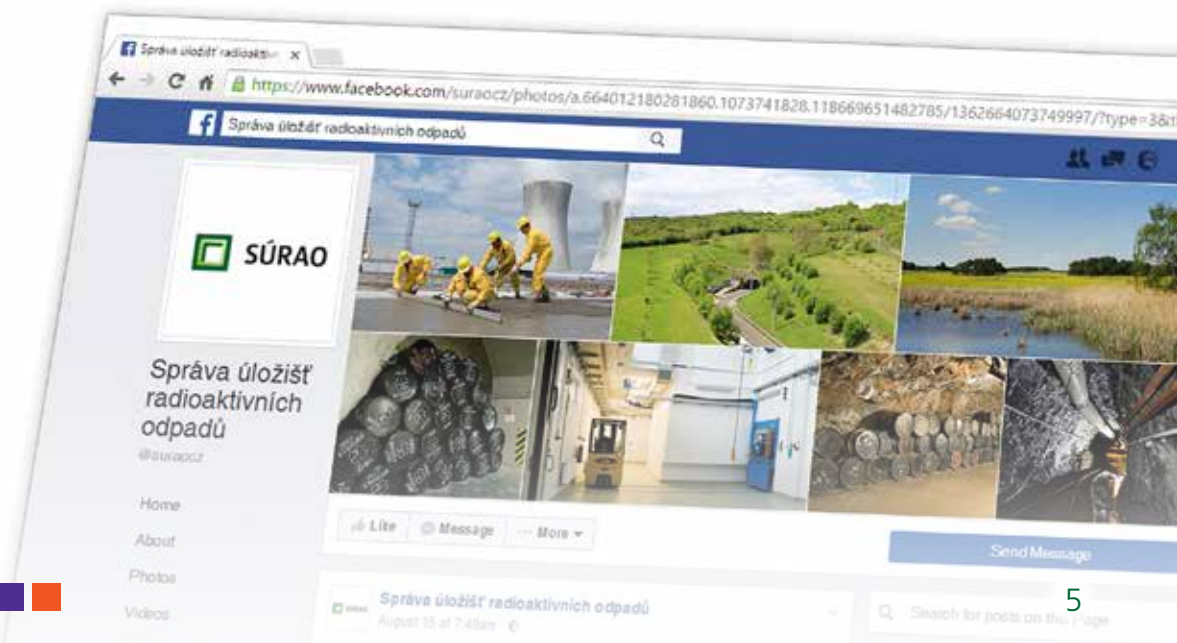 Správa úložišť radioaktiv
https://www.facebook.com/suraocz/photos/a.664012180281860.1073741828.118669651482785/1362664073749997/?type=3&t
Správa úložišť radioaktivních odpadů
SÚRAO
Správa úložišť
radioaktivních
odpadů
@suraocz
Home
About
Photos
Videos
Like
Message
More
Send Message
Správa úložišť radioaktivních odpadů
August 15 at 7:49am
Search for posts on this Page
5